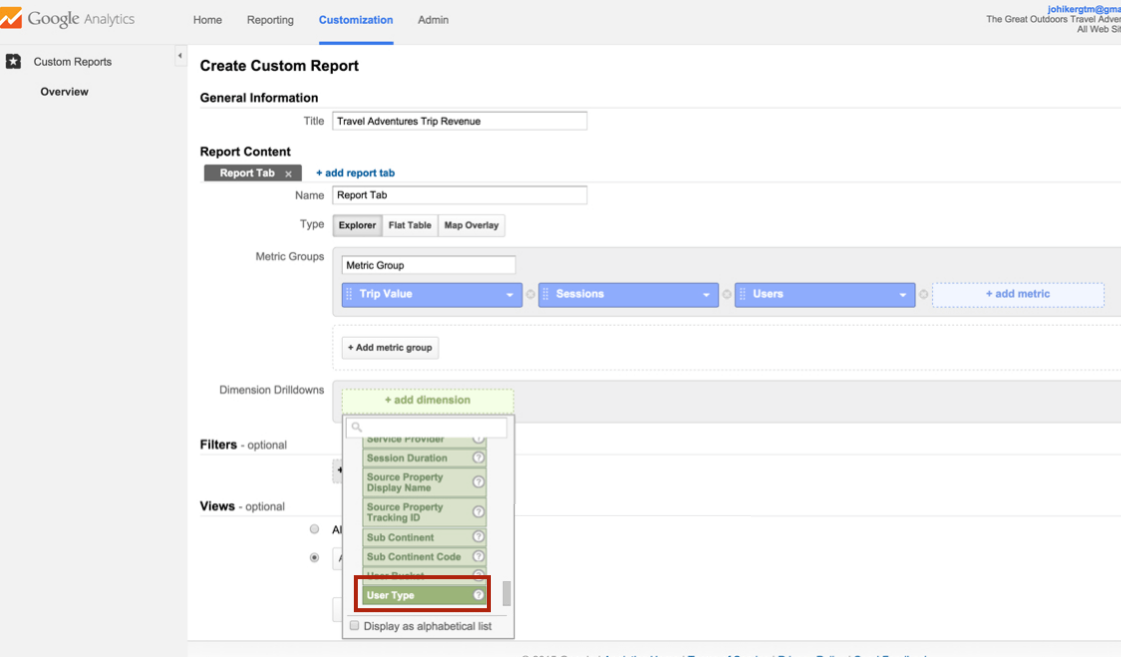 Google Analytics
Home Reporting Customization Admin
johikergtm@gma
The Great Outdoors Travel Adven
All Web Sit
Custom Reports
Overview
Create Custom Report
General Information
Title Travel Adventures Trip Revenue
Report Content
Report Tab x + add report tab
Name Report Tab
Type Explorer Flat Table Map Overlay
Metric Groups
Metric Group
Trip Value Sessions Users + add metric
+ Add metric group
Dimension Drilldowns
+ add dimension
Service Provider ?
Session Duration ?
Source Property
Display Name ?
Source Property
Tracking ID ?
Sub Continent ?
Sub Continent Code ?
User Bucket ?
User Type ?
Display as alphabetical list
Filters - optional
+
Views - optional
Al
A